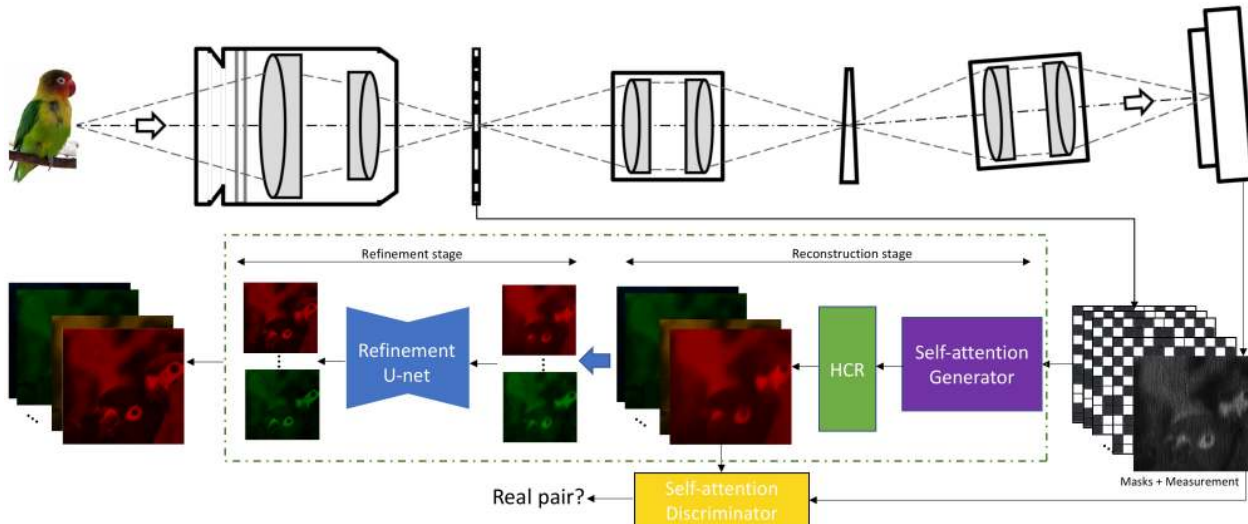 Refinement stage
Reconstruction stage
Refinement
U-net
HCR
Self-attention
Generator
Masks + Measurement
Real pair?
Self-attention
Discriminator